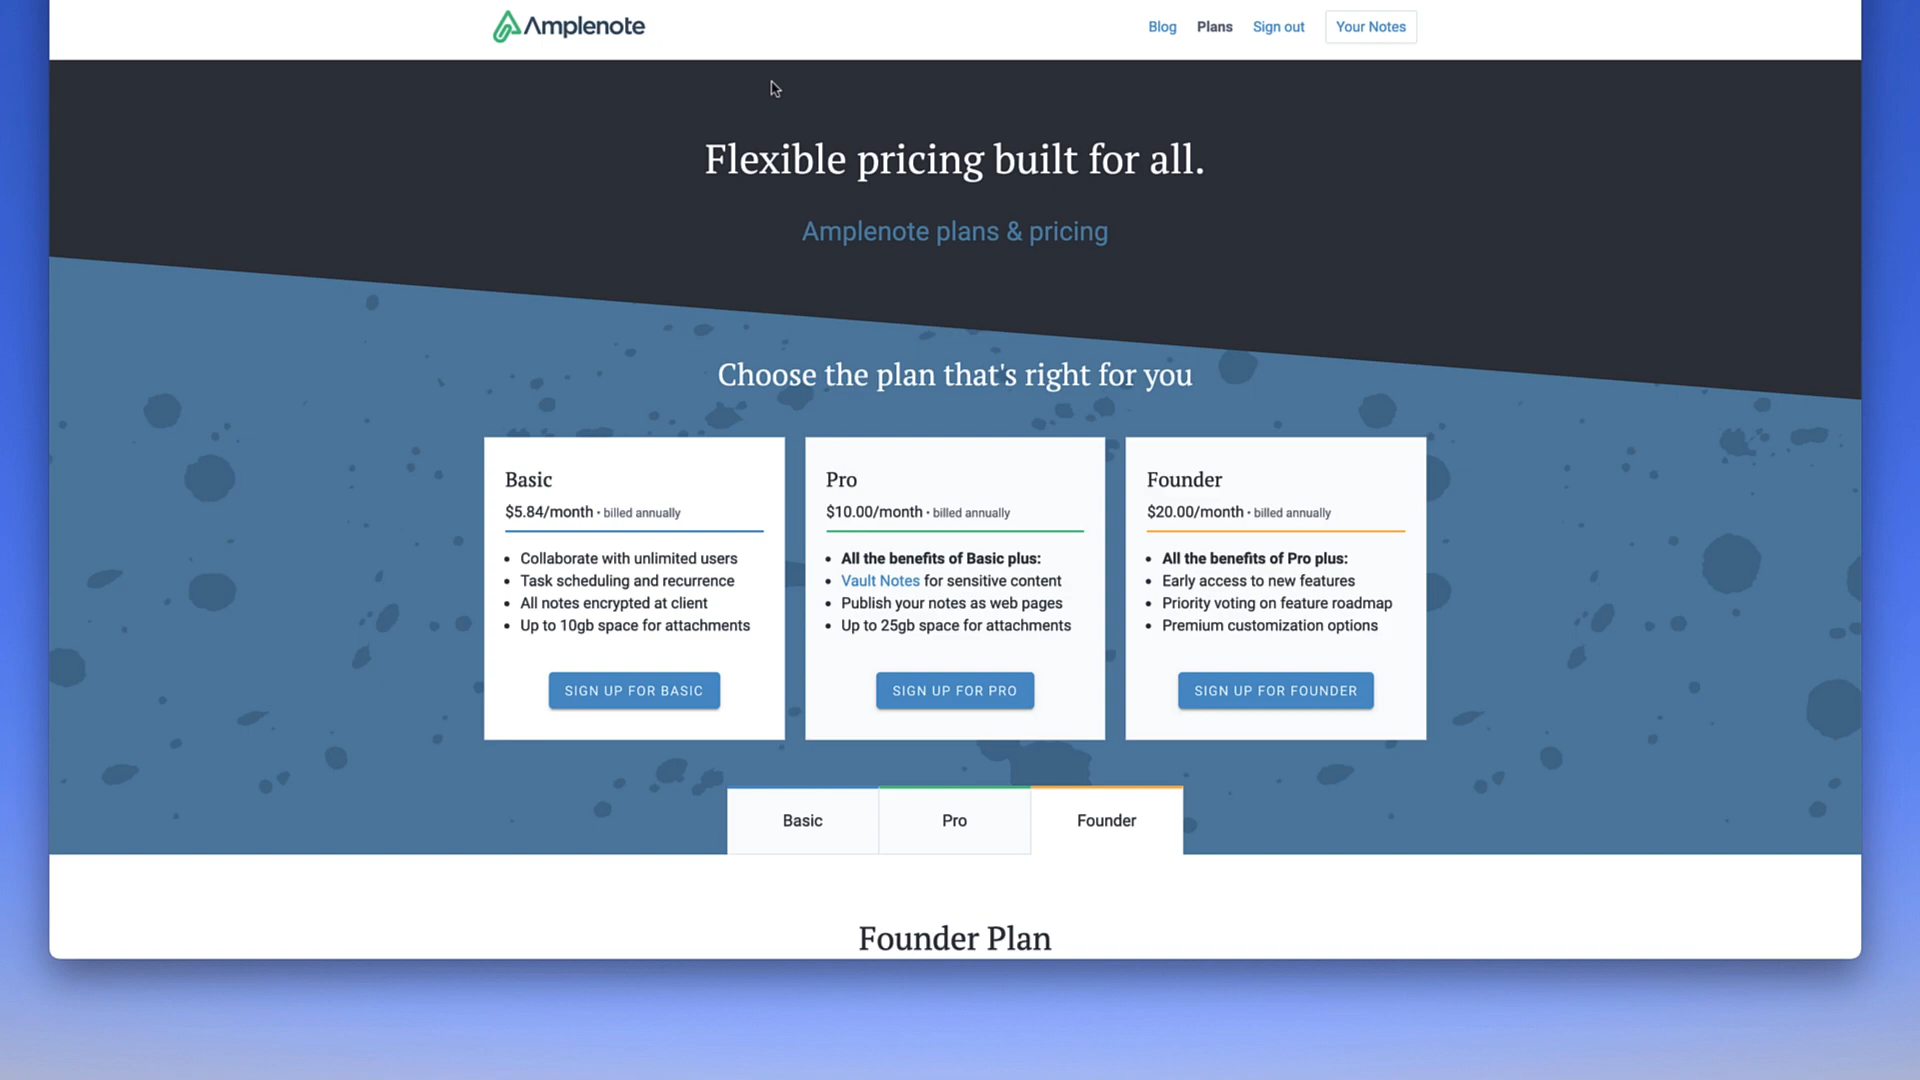 Amplenote
Blog Plans Sign out Your Notes
Flexible pricing built for all.
Amplenote plans & pricing
Choose the plan that's right for you
Basic
$5.84/month • billed annually
• Collaborate with unlimited users
• Task scheduling and recurrence
• All notes encrypted at client
• Up to 10gb space for attachments
SIGN UP FOR BASIC
Pro
$10.00/month • billed annually
• All the benefits of Basic plus:
• Vault Notes for sensitive content
• Publish your notes as web pages
• Up to 25gb space for attachments
SIGN UP FOR PRO
Founder
$20.00/month • billed annually
• All the benefits of Pro plus:
• Early access to new features
• Priority voting on feature roadmap
• Premium customization options
SIGN UP FOR FOUNDER
Basic Pro Founder
Founder Plan